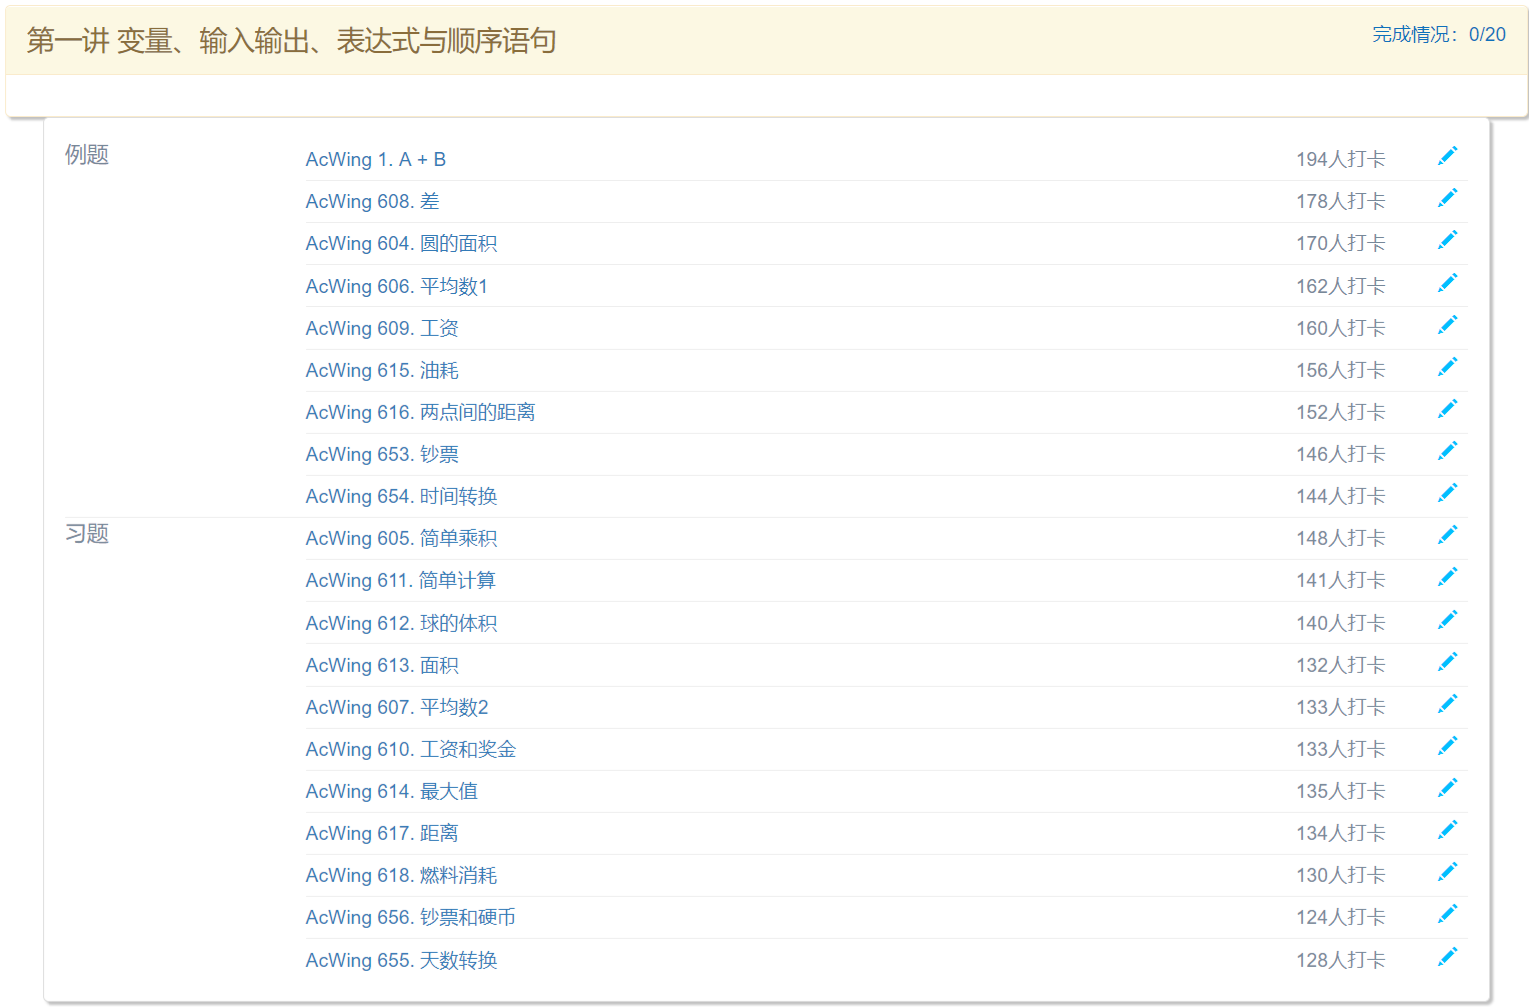 第一讲 变量、输入输出、表达式与顺序语句 完成情况：0/20
例题 AcWing 1. A + B 194人打卡
AcWing 608. 差 178人打卡
AcWing 604. 圆的面积 170人打卡
AcWing 606. 平均数1 162人打卡
AcWing 609. 工资 160人打卡
AcWing 615. 油耗 156人打卡
AcWing 616. 两点间的距离 152人打卡
AcWing 653. 钞票 146人打卡
AcWing 654. 时间转换 144人打卡
习题 AcWing 605. 简单乘积 148人打卡
AcWing 611. 简单计算 141人打卡
AcWing 612. 球的体积 140人打卡
AcWing 613. 面积 132人打卡
AcWing 607. 平均数2 133人打卡
AcWing 610. 工资和奖金 133人打卡
AcWing 614. 最大值 135人打卡
AcWing 617. 距离 134人打卡
AcWing 618. 燃料消耗 130人打卡
AcWing 656. 钞票和硬币 124人打卡
AcWing 655. 天数转换 128人打卡